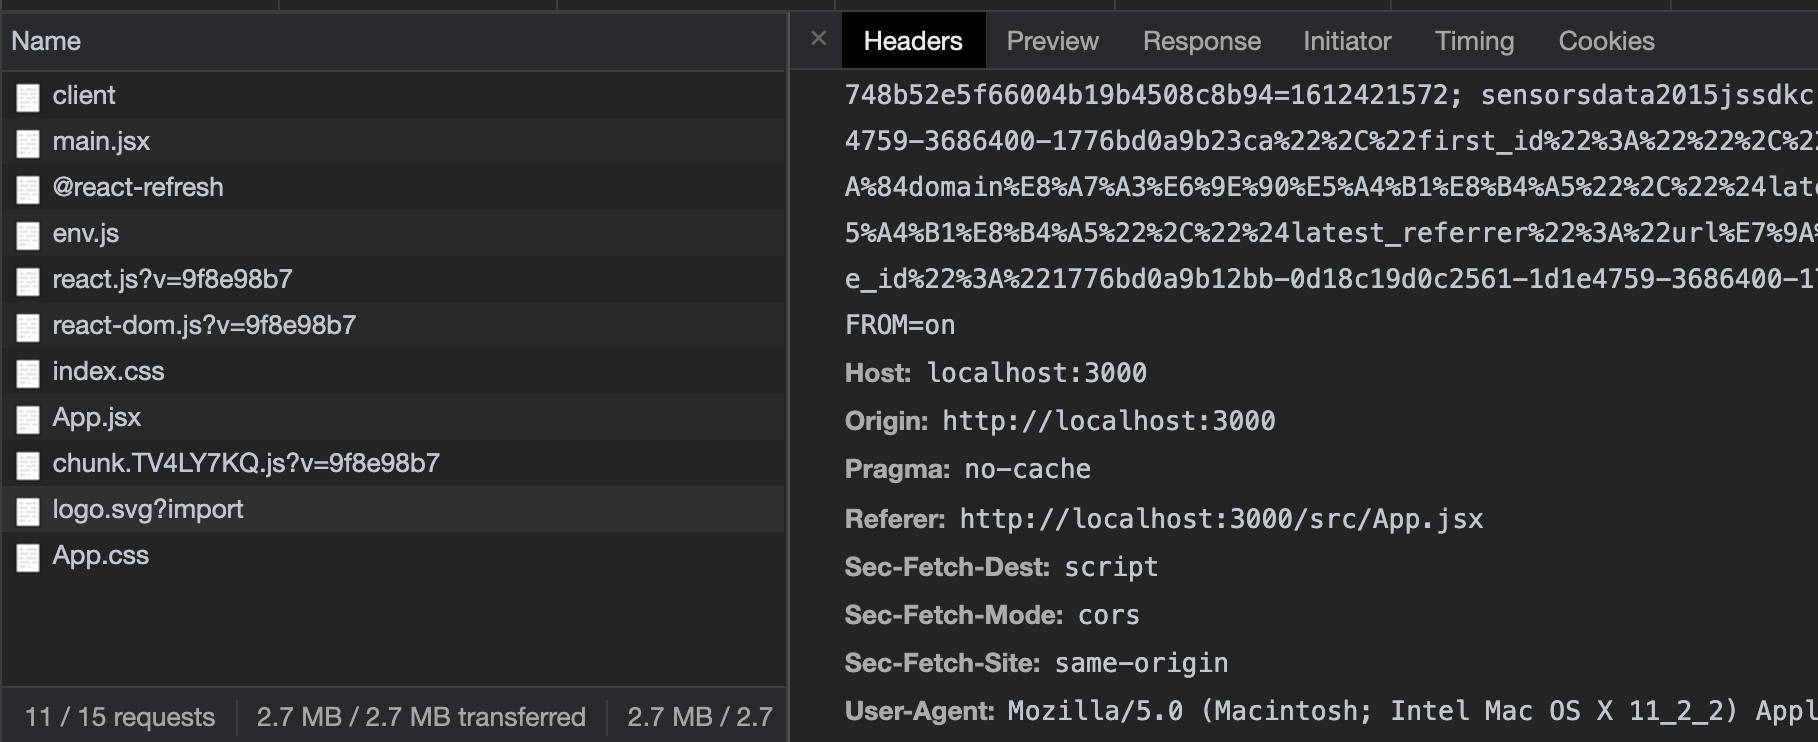 Name
client
main.jsx
@react-refresh
env.js
react.js?v=9f8e98b7
react-dom.js?v=9f8e98b7
index.css
App.jsx
chunk.TV4LY7KQ.js?v=9f8e98b7
logo.svg?import
App.css
11 / 15 requests 2.7 MB / 2.7 MB transferred 2.7 MB / 2.7
× Headers Preview Response Initiator Timing Cookies
748b52e5f66004b19b4508c8b94=1612421572; sensorsdata2015jssdkc
4759-3686400-1776bd0a9b23ca%22%2C%22first_id%22%3A%22%22%2C%22
A%84domain%E8%A7%A3%E6%9E%90%E5%A4%B1%E8%B4%A5%22%2C%22%24late
5%A4%B1%E8%B4%A5%22%2C%22%24latest_referrer%22%3A%22url%E7%9A%
e_id%22%3A%221776bd0a9b12bb-0d18c19d0c2561-1d1e4759-3686400-17
FROM=on
Host: localhost:3000
Origin: http://localhost:3000
Pragma: no-cache
Referer: http://localhost:3000/src/App.jsx
Sec-Fetch-Dest: script
Sec-Fetch-Mode: cors
Sec-Fetch-Site: same-origin
User-Agent: Mozilla/5.0 (Macintosh; Intel Mac OS X 11_2_2) Appl